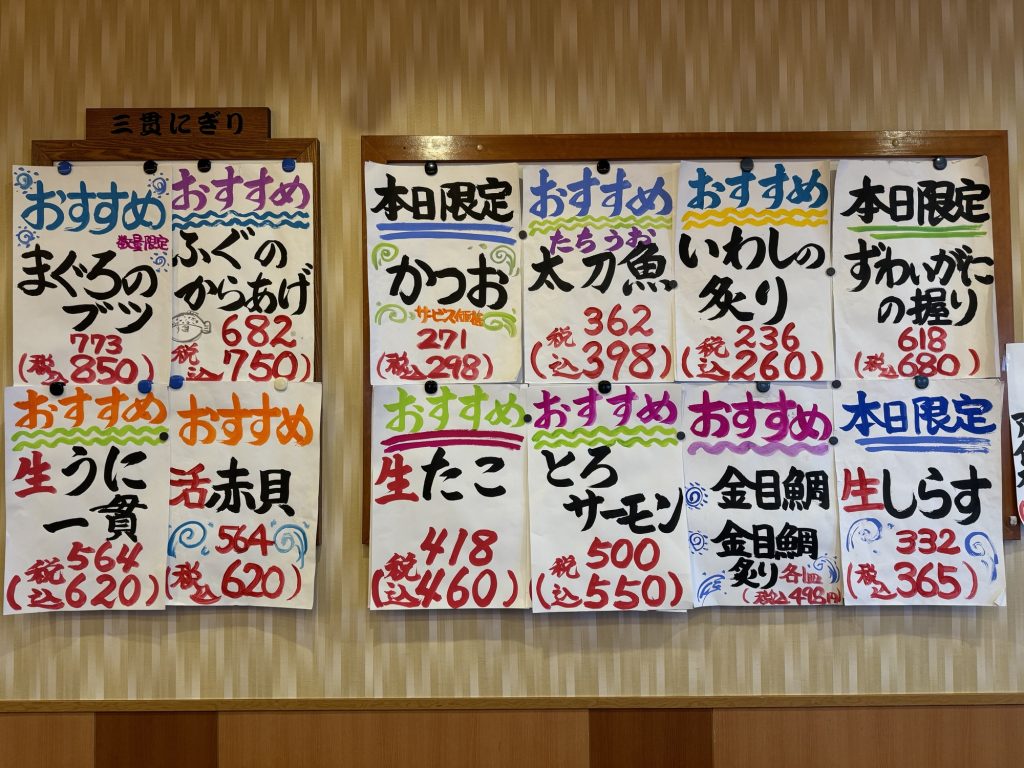 三貫にぎり
おすすめ
数量限定
まぐろの
ブツ
773
(税込850)
おすすめ
ふぐの
からあげ
682
(税込750)
本日限定
かつお
サービス価格
271
(税込298)
おすすめ
たちうお
太刀魚
362
(税込398)
おすすめ
いわしの
炙り
236
(税込260)
本日限定
ずわいがに
の握り
618
(税込680)
おすすめ
生うに
一貫
564
(税込620)
おすすめ
活赤貝
564
(税込620)
おすすめ
生たこ
418
(税込460)
おすすめ
とろ
サーモン
500
(税込550)
おすすめ
金目鯛
金目鯛
炙り各1皿
(税込498円)
本日限定
生しらす
332
(税込365)